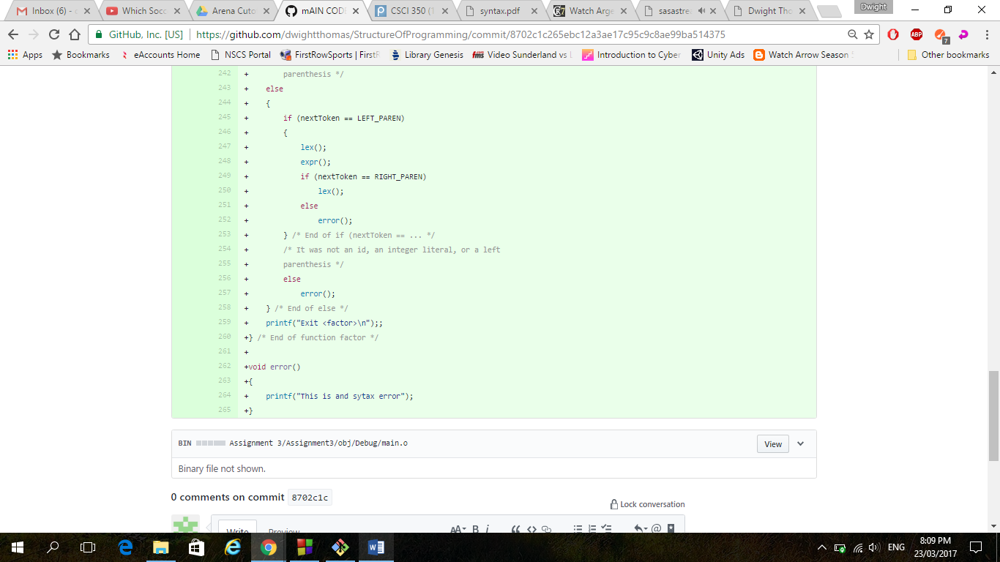 Inbox (6) - c
Which Socc
Arena Cuto
mAIN CODE
CSCI 350 (1
syntax.pdf
Watch Arge
sasastree
Dwight Tho
Dwight
GitHub, Inc. [US] https://github.com/dwightthomas/StructureOfProgramming/commit/8702c1c265ebc12a3ae17c95c9c8ae99ba514375
ABP
7
Apps
Bookmarks
eAccounts Home
NSCS Portal
FirstRowSports | FirstR
Library Genesis
Video Sunderland vs L
Introduction to Cyber
Unity Ads
Watch Arrow Season 5
Other bookmarks
242 + parenthesis */
243 + else
244 + {
245 + if (nextToken == LEFT_PAREN)
246 + {
247 + lex();
248 + expr();
249 + if (nextToken == RIGHT_PAREN)
250 + lex();
251 + else
252 + error();
253 + } /* End of if (nextToken == ... */
254 + /* It was not an id, an integer literal, or a left
255 + parenthesis */
256 + else
257 + error();
258 + } /* End of else */
259 + printf("Exit <factor>\n");;
260 +} /* End of function factor */
261 +
262 +void error()
263 +{
264 + printf("This is and sytax error");
265 +}
BIN Assignment 3/Assignment3/obj/Debug/main.o
View
Binary file not shown.
0 comments on commit 8702c1c
Lock conversation
Write
Preview
AA B i
ENG
8:09 PM
23/03/2017